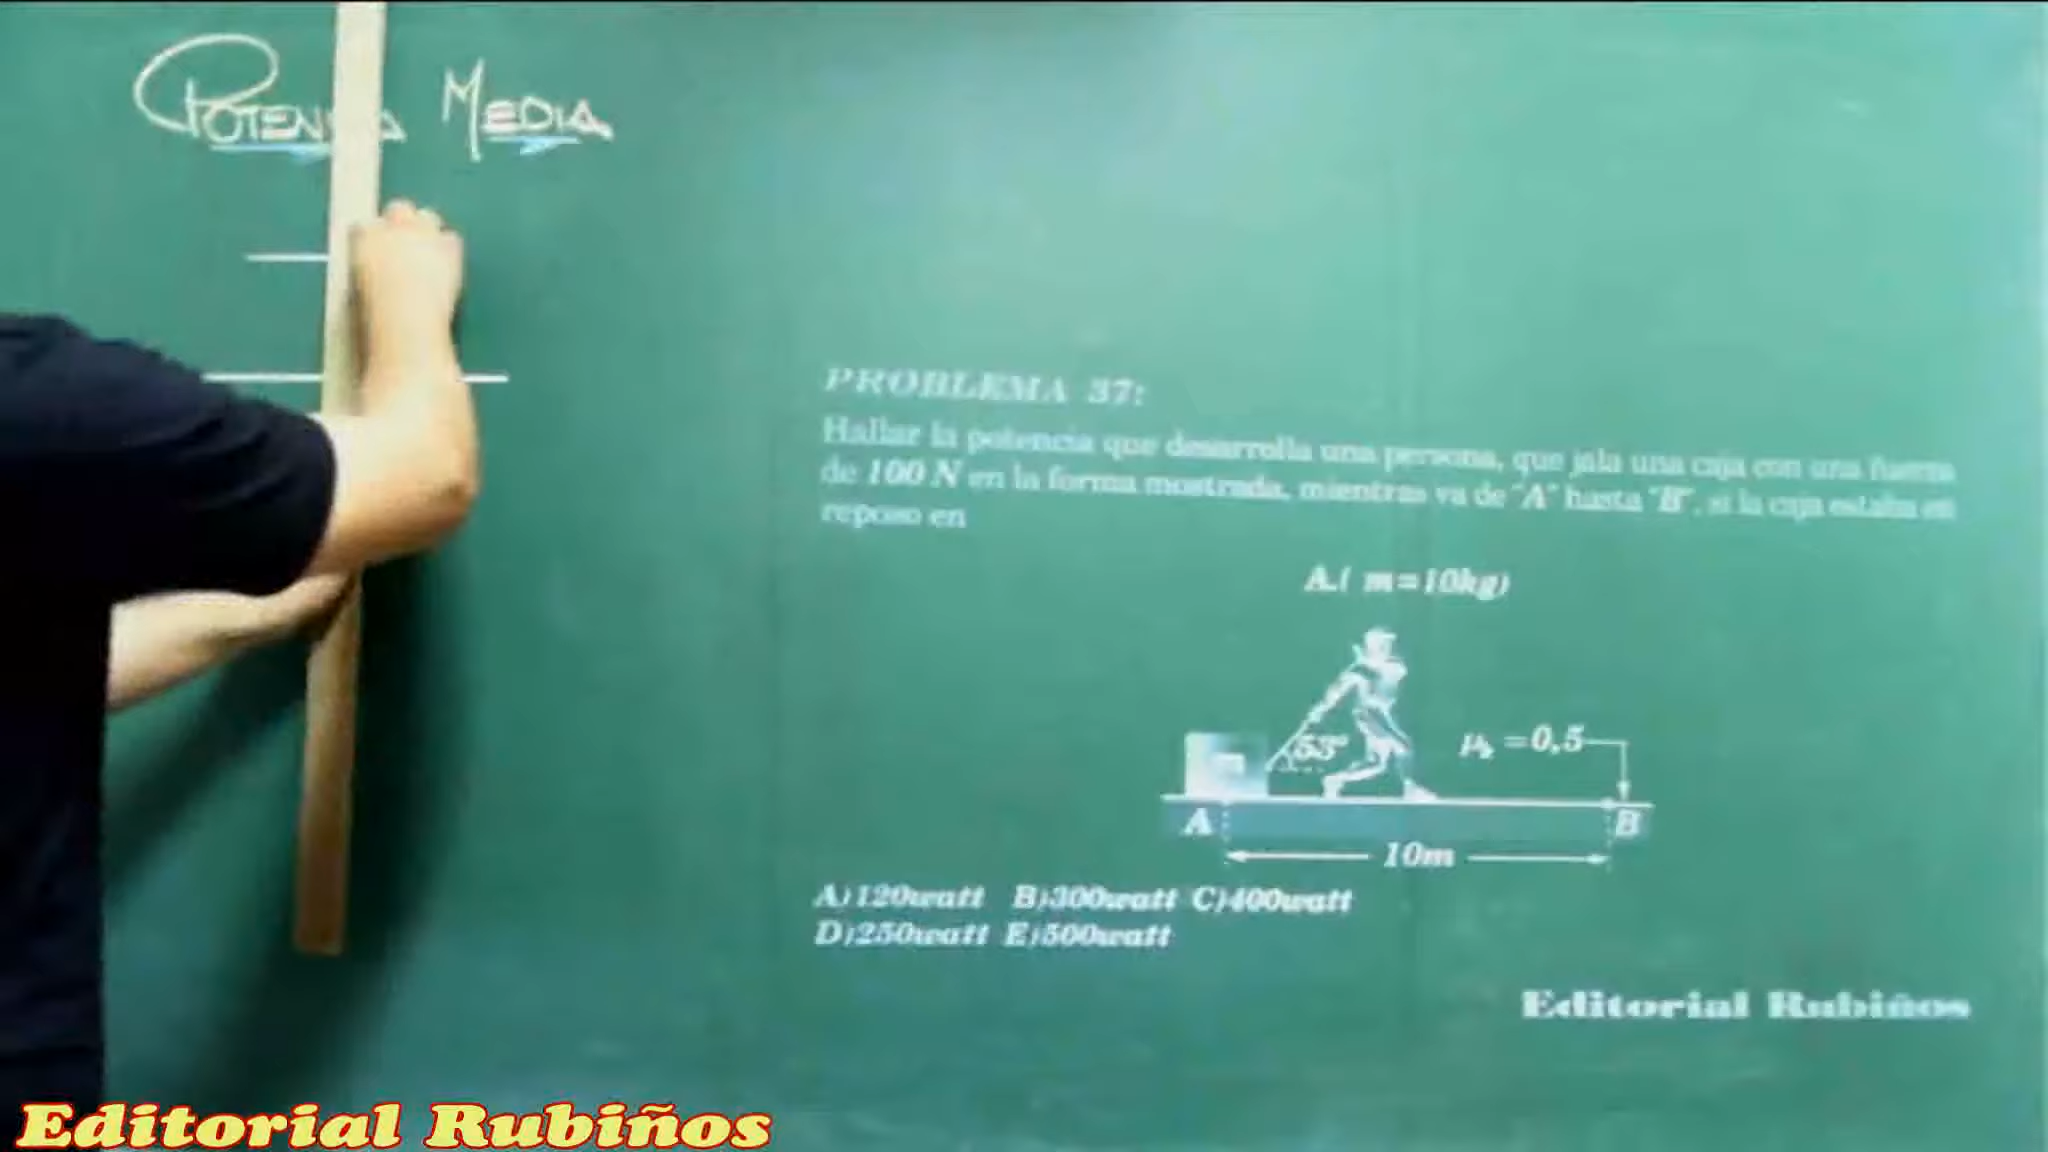 POTENCIA MEDIA
PROBLEMA 37:
Hallar la potencia que desarrolla una persona, que jala una caja con una fuerza
de 100 N en la forma mostrada, mientras va de "A" hasta "B", si la caja estaba en
reposo en
A.( m=10kg)
53°
μk =0,5
A
B
10m
A)120watt B)300watt C)400watt
D)250watt E)500watt
Editorial Rubiños
Editorial Rubiños